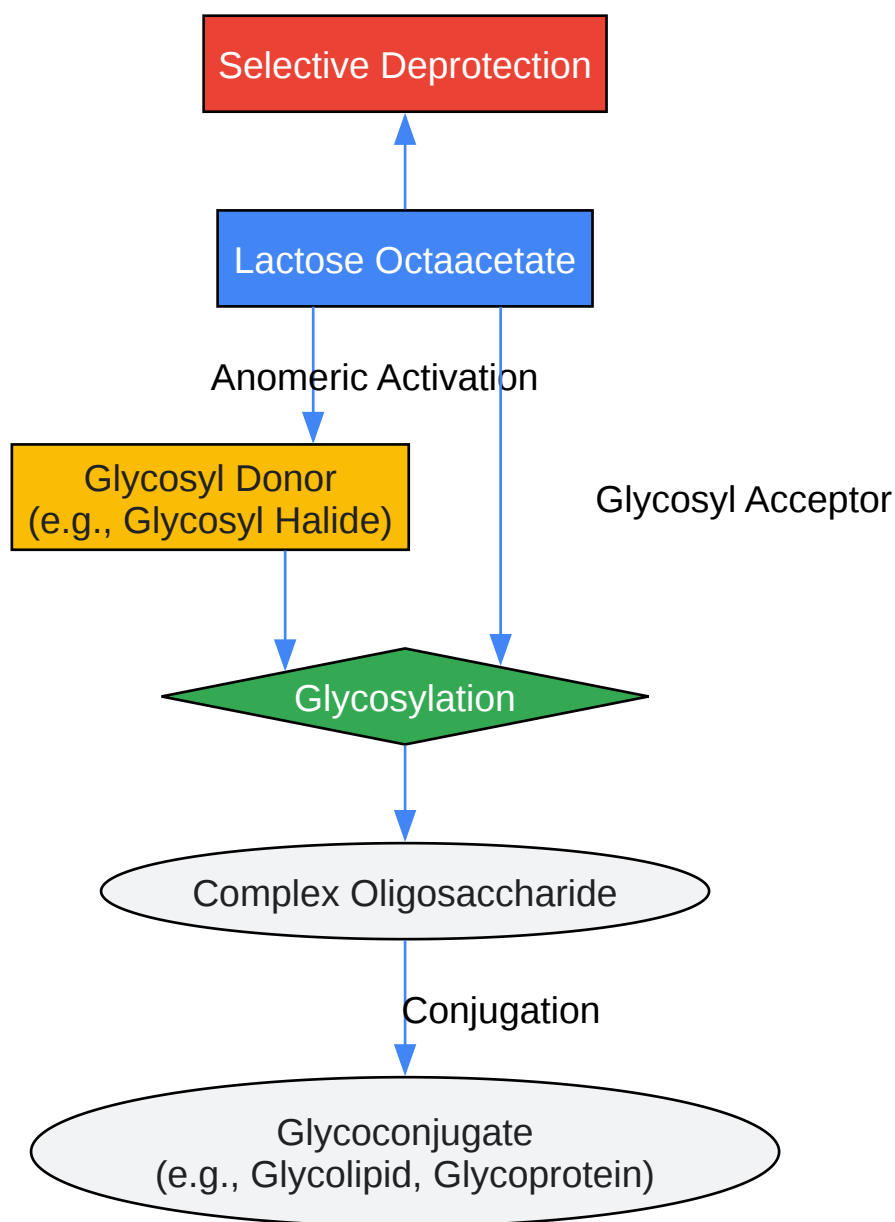 Selective Deprotection
Lactose Octaacetate
Anomeric Activation
Glycosyl Donor
(e.g., Glycosyl Halide)
Glycosyl Acceptor
Glycosylation
Complex Oligosaccharide
Conjugation
Glycoconjugate
(e.g., Glycolipid, Glycoprotein)